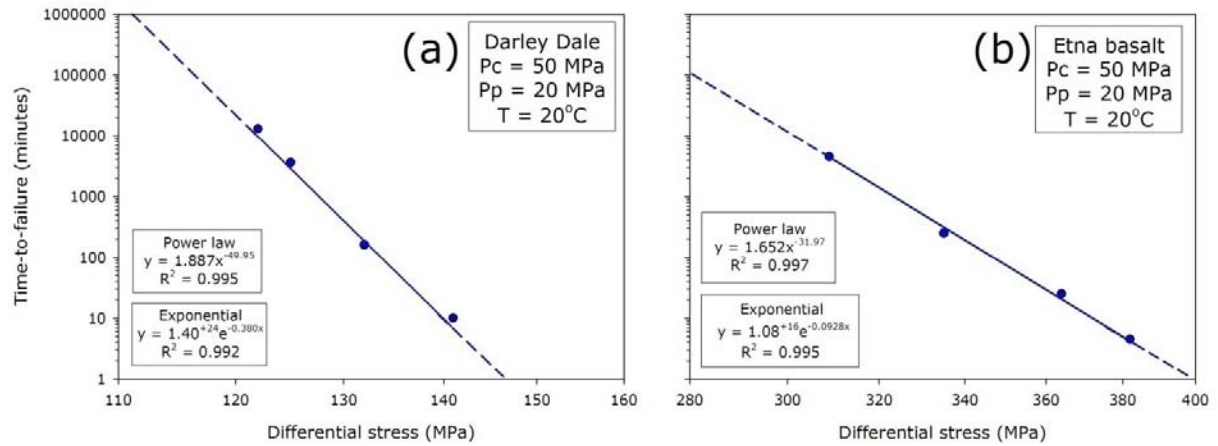 (a)
Darley Dale
Pc = 50 MPa
Pp = 20 MPa
T = 20°C
Time-to-failure (minutes)
1000000
100000
10000
1000
100
10
1
Power law
y = 1.887x^-49.95
R² = 0.995
Exponential
y = 1.40^+24e^-0.380x
R² = 0.992
110 120 130 140 150 160
Differential stress (MPa)
(b)
Etna basalt
Pc = 50 MPa
Pp = 20 MPa
T = 20°C
Power law
y = 1.652x^-31.97
R² = 0.997
Exponential
y = 1.08^+16e^-0.0928x
R² = 0.995
280 300 320 340 360 380 400
Differential stress (MPa)